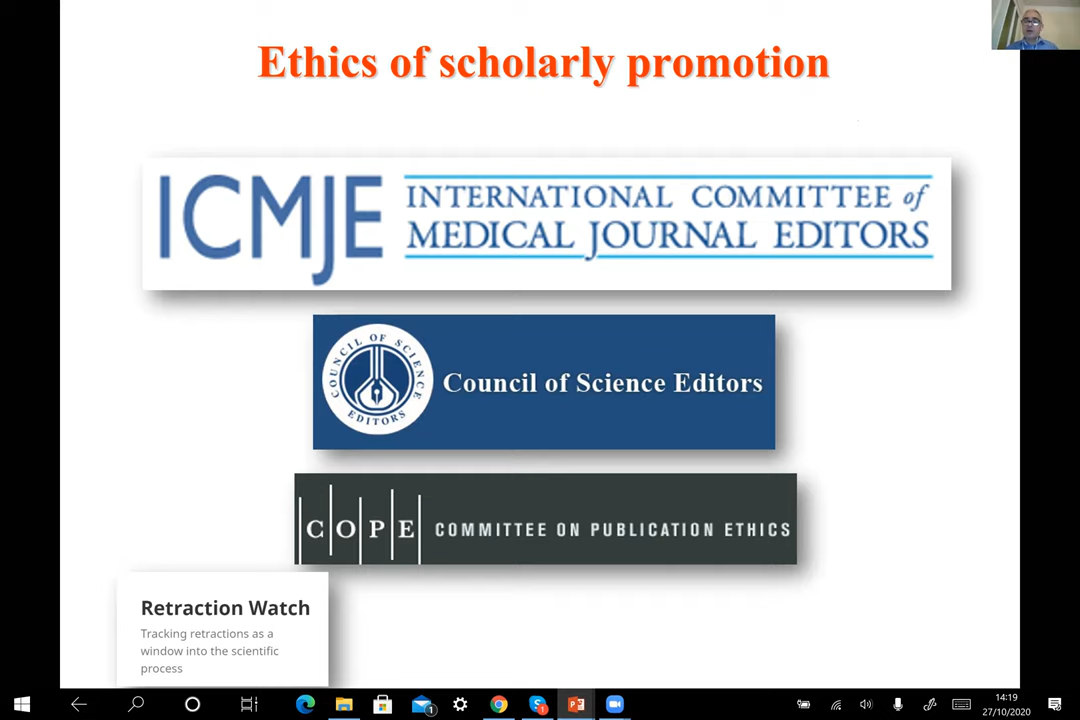 Ethics of scholarly promotion
ICMJE
INTERNATIONAL COMMITTEE of
MEDICAL JOURNAL EDITORS
COUNCIL OF SCIENCE EDITORS
Council of Science Editors
COPE
COMMITTEE ON PUBLICATION ETHICS
Retraction Watch
Tracking retractions as a
window into the scientific
process
1
1
14:19
27/10/2020